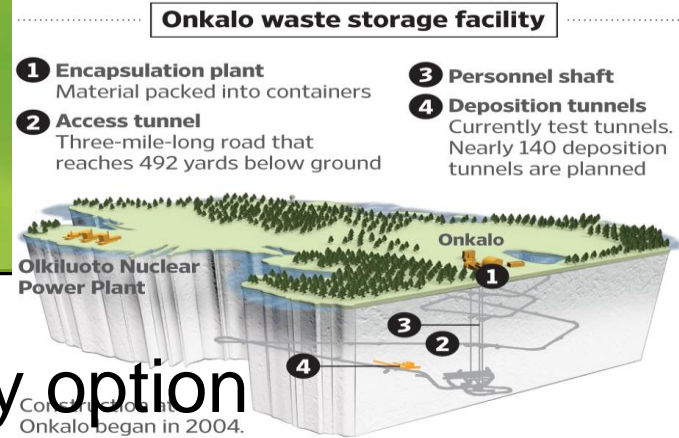 Onkalo waste storage facility
1 Encapsulation plant
Material packed into containers
2 Access tunnel
Three-mile-long road that
reaches 492 yards below ground
3 Personnel shaft
4 Deposition tunnels
Currently test tunnels.
Nearly 140 deposition
tunnels are planned
Onkalo
Olkiluoto Nuclear
Power Plant
1
3
2
4
y option
Construction at
Onkalo began in 2004.